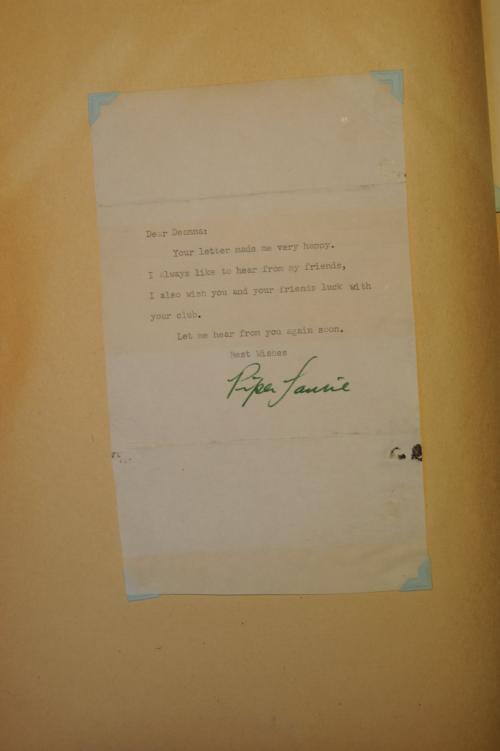 Dear Deanna:
Your letter made me very happy.
I always like to hear from my friends,
I also wish you and your friends luck with
your club.
Let me hear from you again soon.
Best Wishes
Piper Laurie